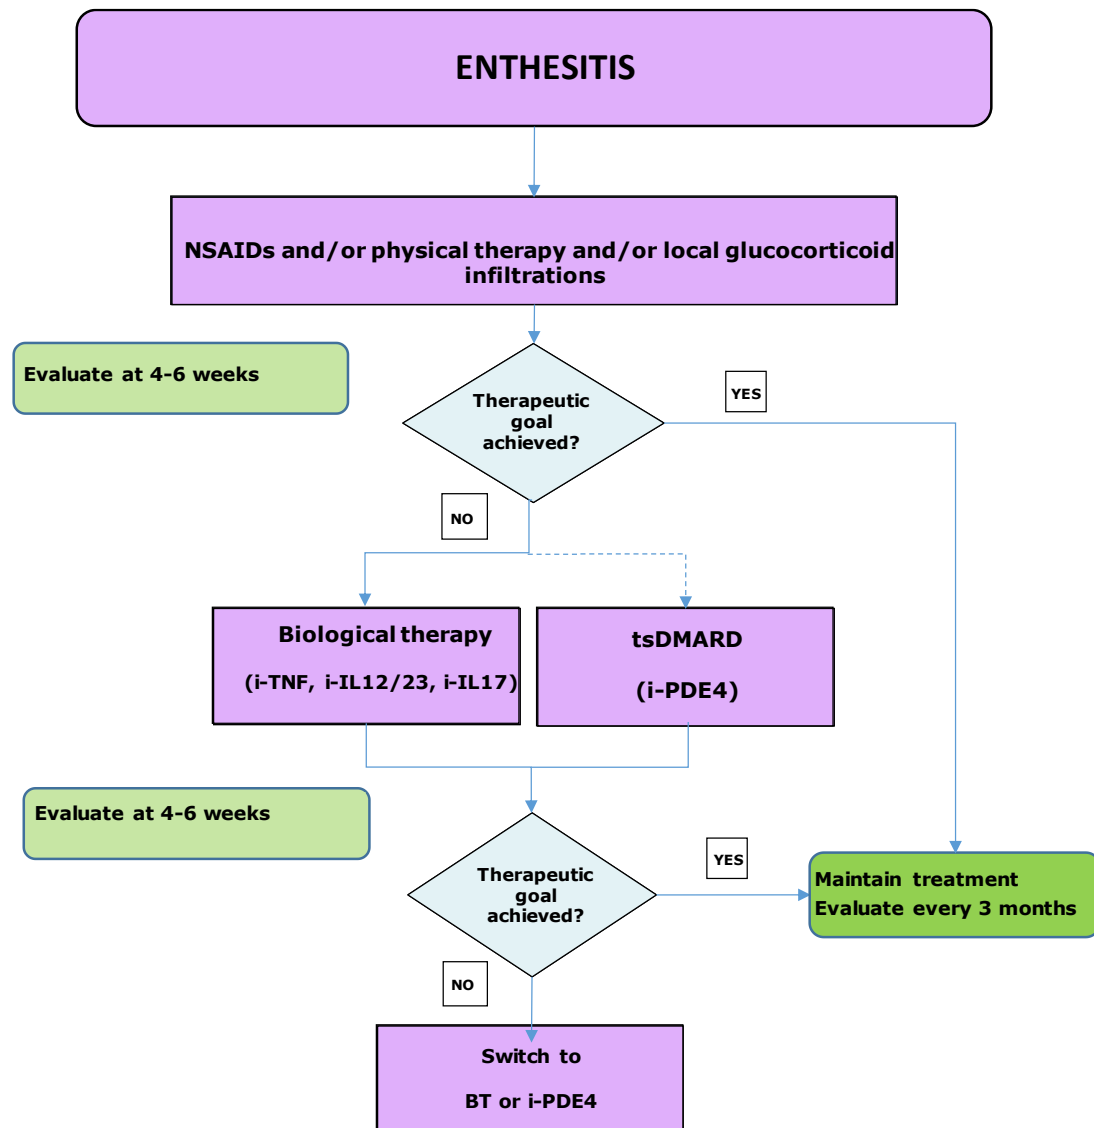 ENTHESITIS
NSAIDs and/or physical therapy and/or local glucocorticoid
infiltrations
Evaluate at 4-6 weeks
Therapeutic
goal
achieved?
YES
NO
Biological therapy
(i-TNF, i-IL12/23, i-IL17)
tsDMARD
(i-PDE4)
Evaluate at 4-6 weeks
Therapeutic
goal
achieved?
YES
Maintain treatment
Evaluate every 3 months
NO
Switch to
BT or i-PDE4